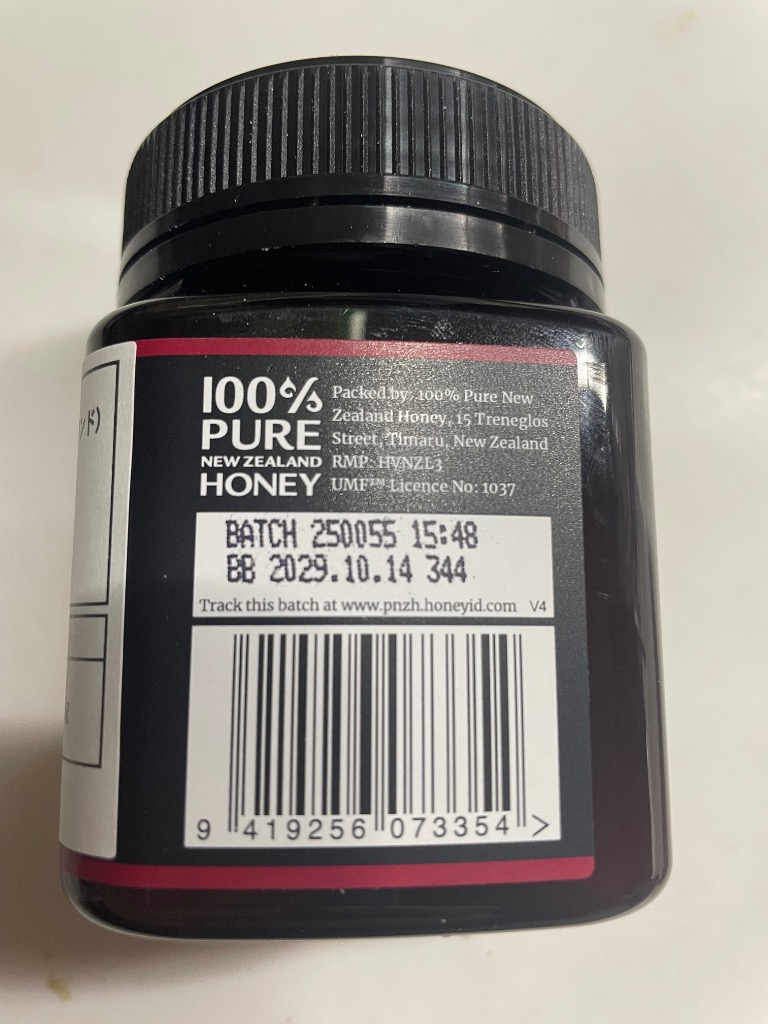 ンド)
100%
PURE
NEW ZEALAND
HONEY
Packed by: 100% Pure New
Zealand Honey, 15 Treneglos
Street, Timaru, New Zealand
RMP: HVNZL3
UMF™ Licence No: 1037
BATCH 250055 15:48
BB 2029.10.14 344
Track this batch at www.pnzh.honeyid.com V4
9 419256 073354 >